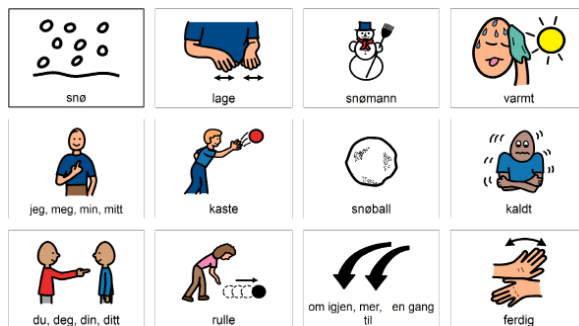 snø
lage
snømann
varmt
jeg, meg, min, mitt
kaste
snøball
kaldt
du, deg, din, ditt
rulle
om igjen, mer, en gang
til
ferdig